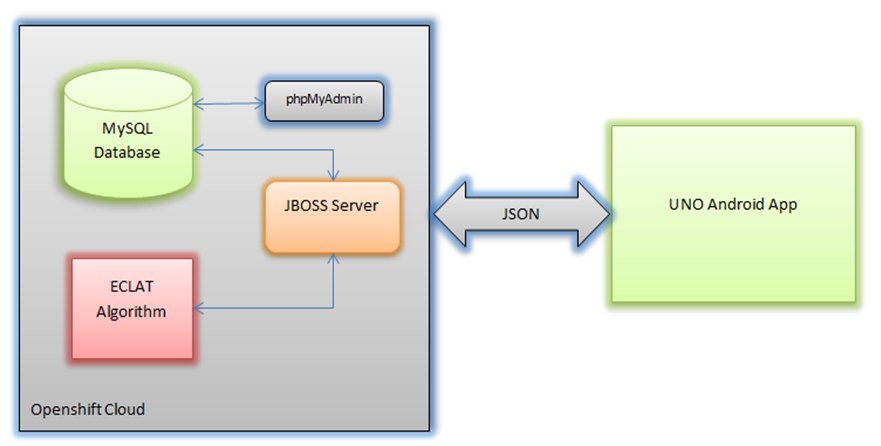 phpMyAdmin
MySQL
Database
JBOSS Server
JSON
UNO Android App
ECLAT
Algorithm
Openshift Cloud